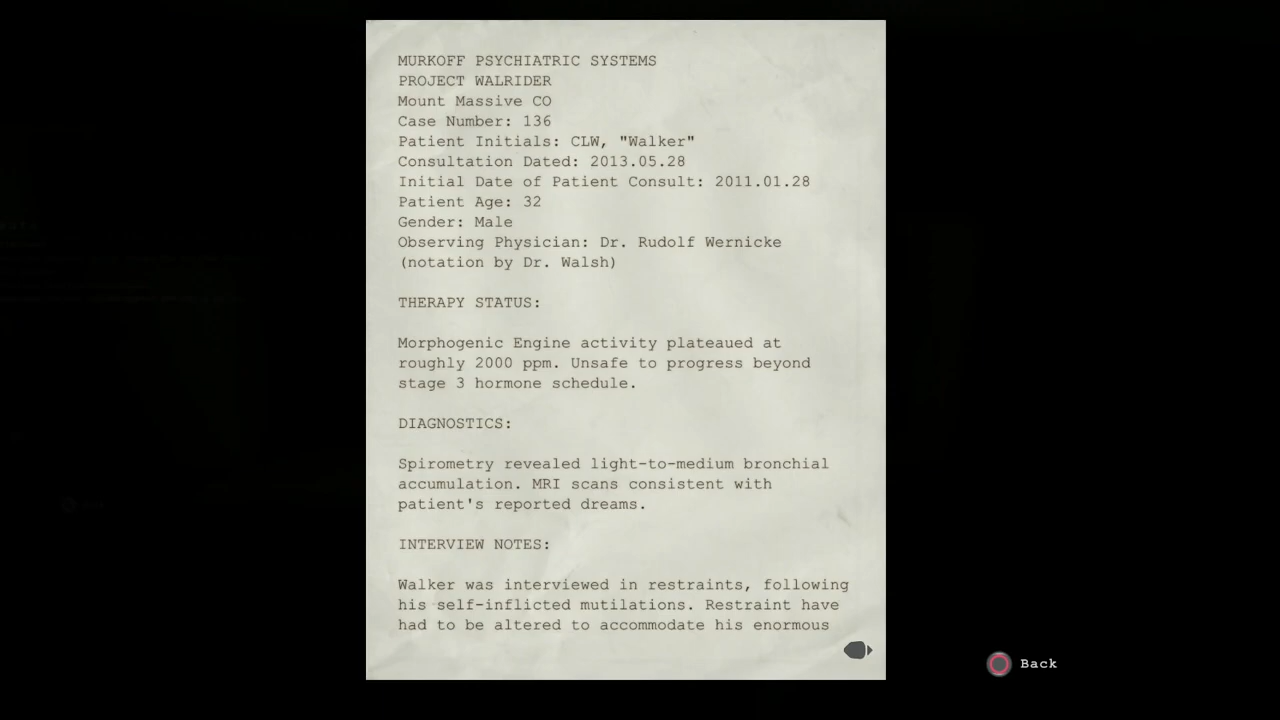 MURKOFF PSYCHIATRIC SYSTEMS
PROJECT WALRIDER
Mount Massive CO
Case Number: 136
Patient Initials: CLW, "Walker"
Consultation Dated: 2013.05.28
Initial Date of Patient Consult: 2011.01.28
Patient Age: 32
Gender: Male
Observing Physician: Dr. Rudolf Wernicke
(notation by Dr. Walsh)
THERAPY STATUS:
Morphogenic Engine activity plateaued at
roughly 2000 ppm. Unsafe to progress beyond
stage 3 hormone schedule.
DIAGNOSTICS:
Spirometry revealed light-to-medium bronchial
accumulation. MRI scans consistent with
patient's reported dreams.
INTERVIEW NOTES:
Walker was interviewed in restraints, following
his self-inflicted mutilations. Restraint have
had to be altered to accommodate his enormous
Back